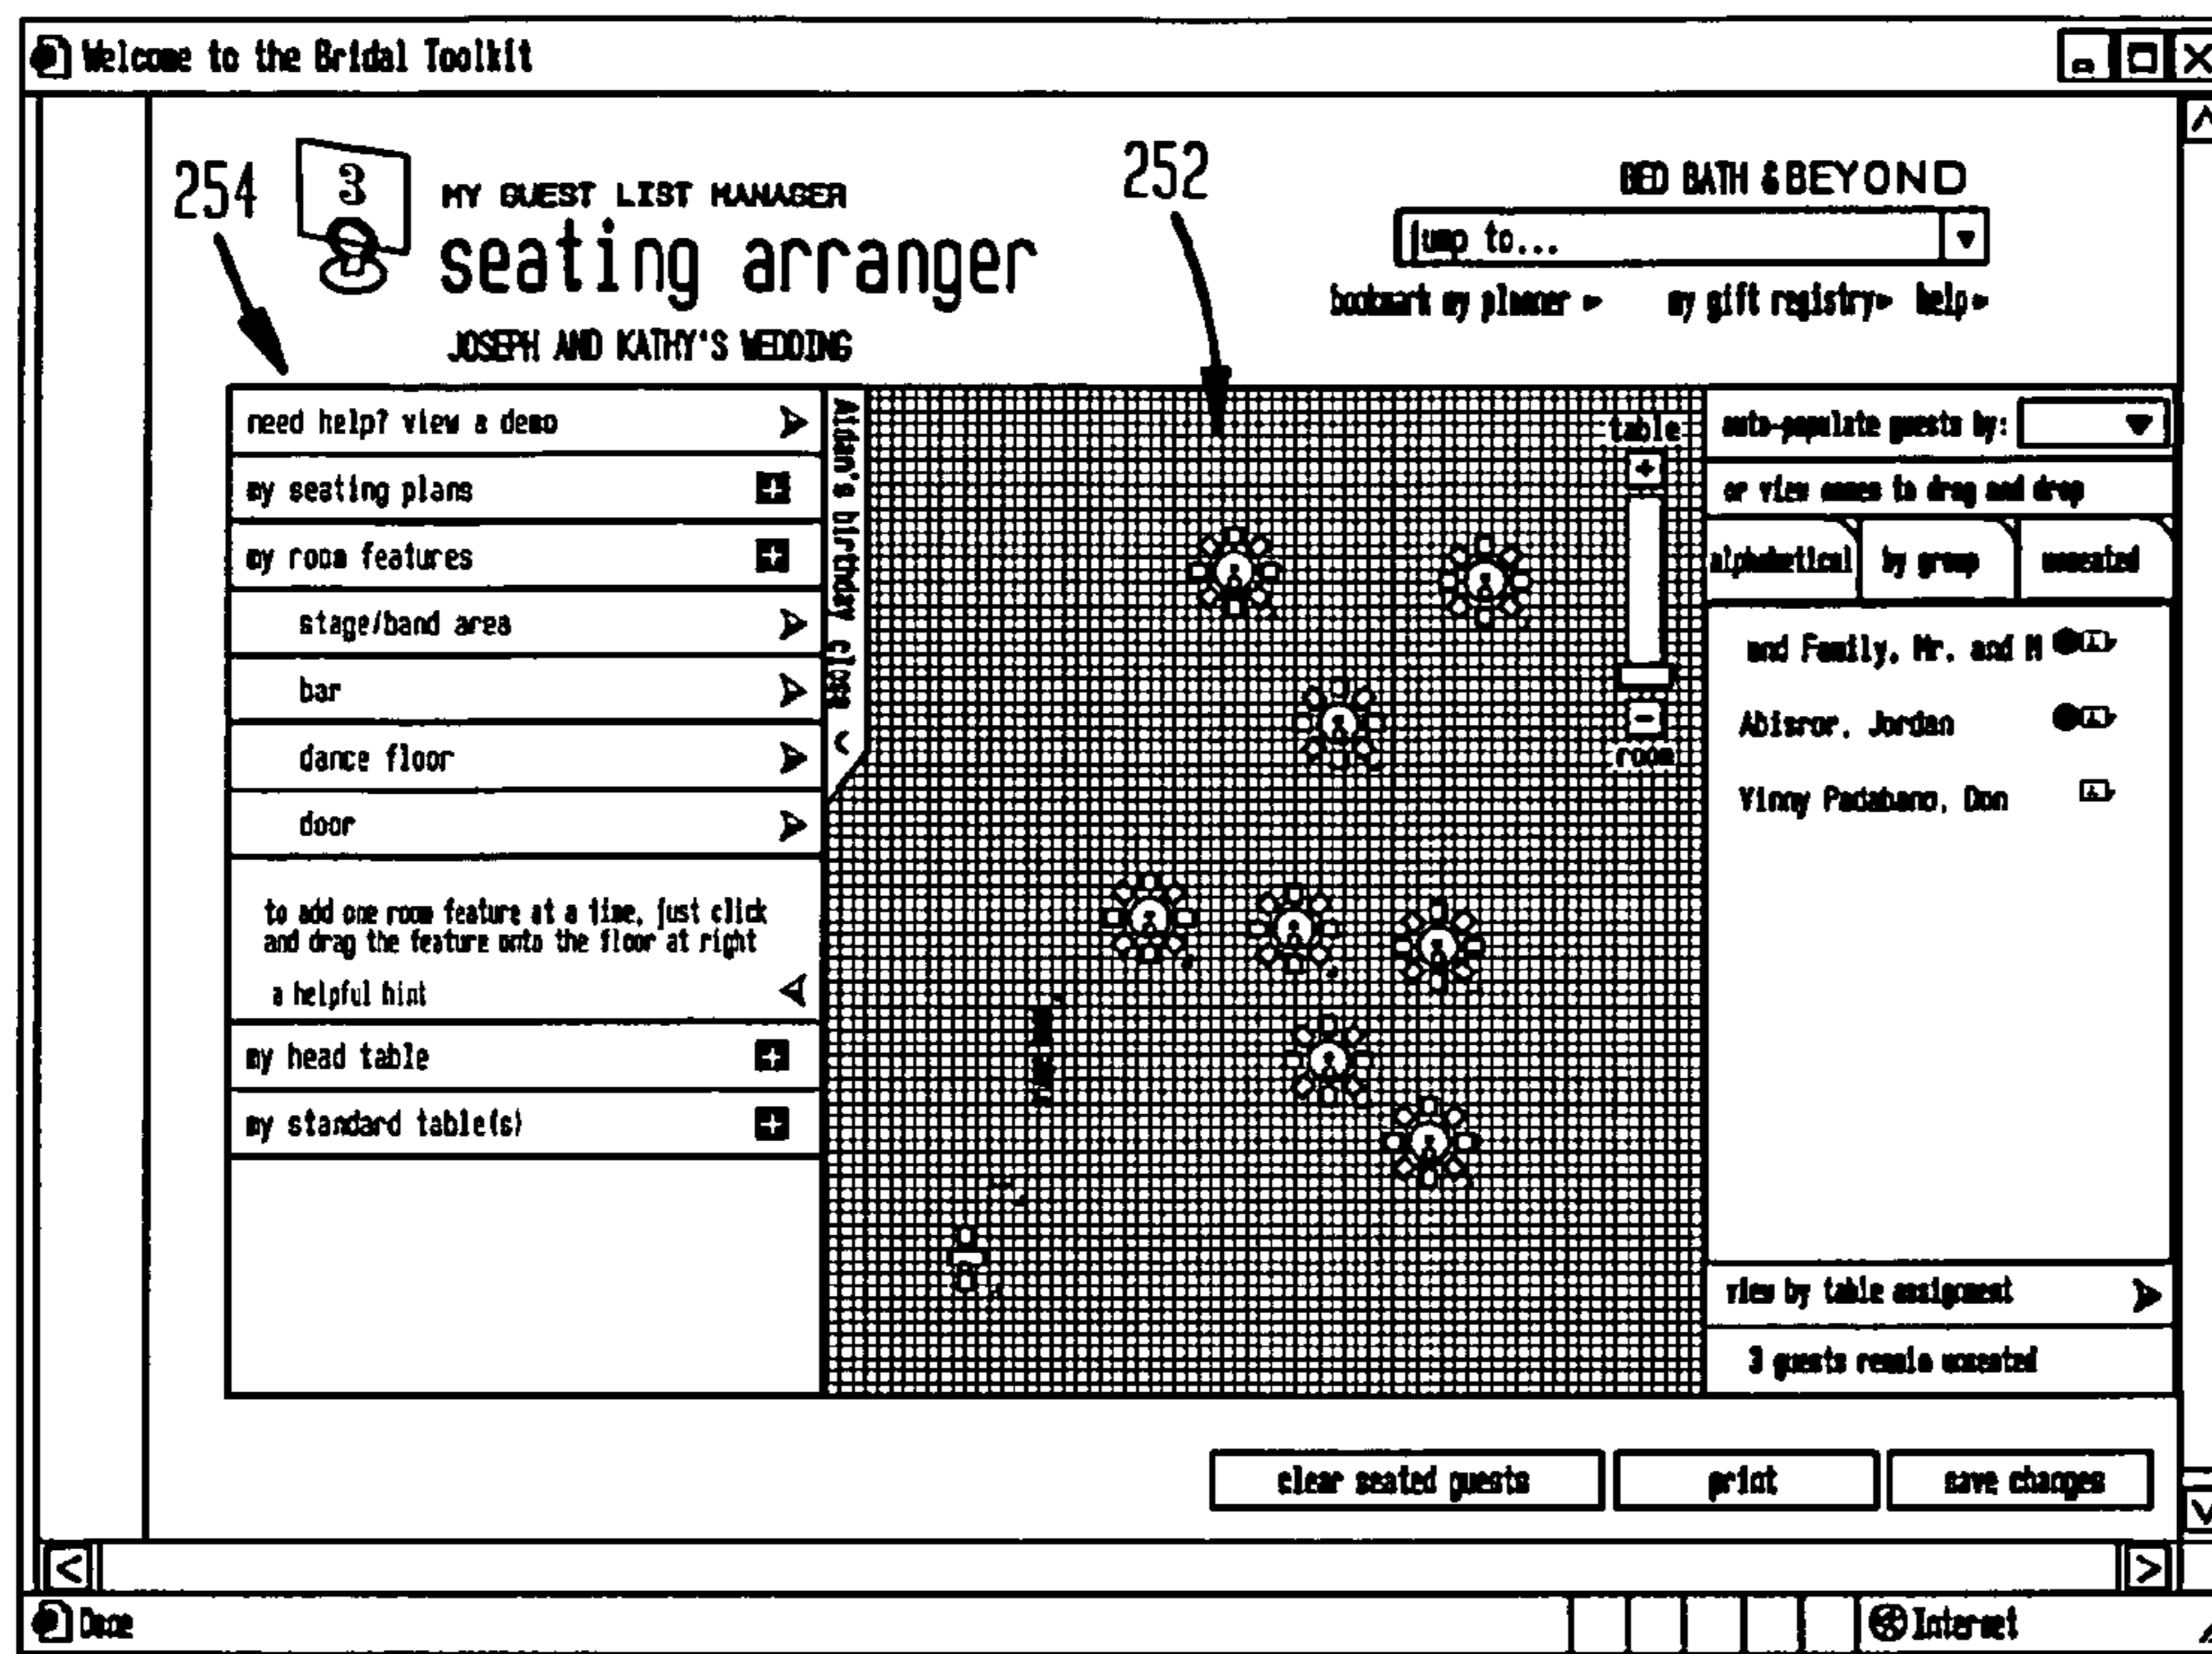 Welcome to the Bridal Toolkit
254
3
MY GUEST LIST MANAGER
seating arranger
JOSEPH AND KATHY'S WEDDING
252
BED BATH & BEYOND
jump to...
bookmark my planner
my gift registry
help
need help? view a demo
my seating plans
my room features
stage/band area
bar
dance floor
door
to add one room feature at a time, just click
and drag the feature onto the floor at right
a helpful hint
my head table
my standard table(s)
Aidan's birthday
table
room
auto-populate guests by:
or view names to drag and drop
alphabetical
by group
unseated
and Family, Mr. and M
Abisror, Jordan
Vinny Padabano, Don
view by table assignment
3 guests remain unseated
clear seated guests
print
save changes
Done
Internet